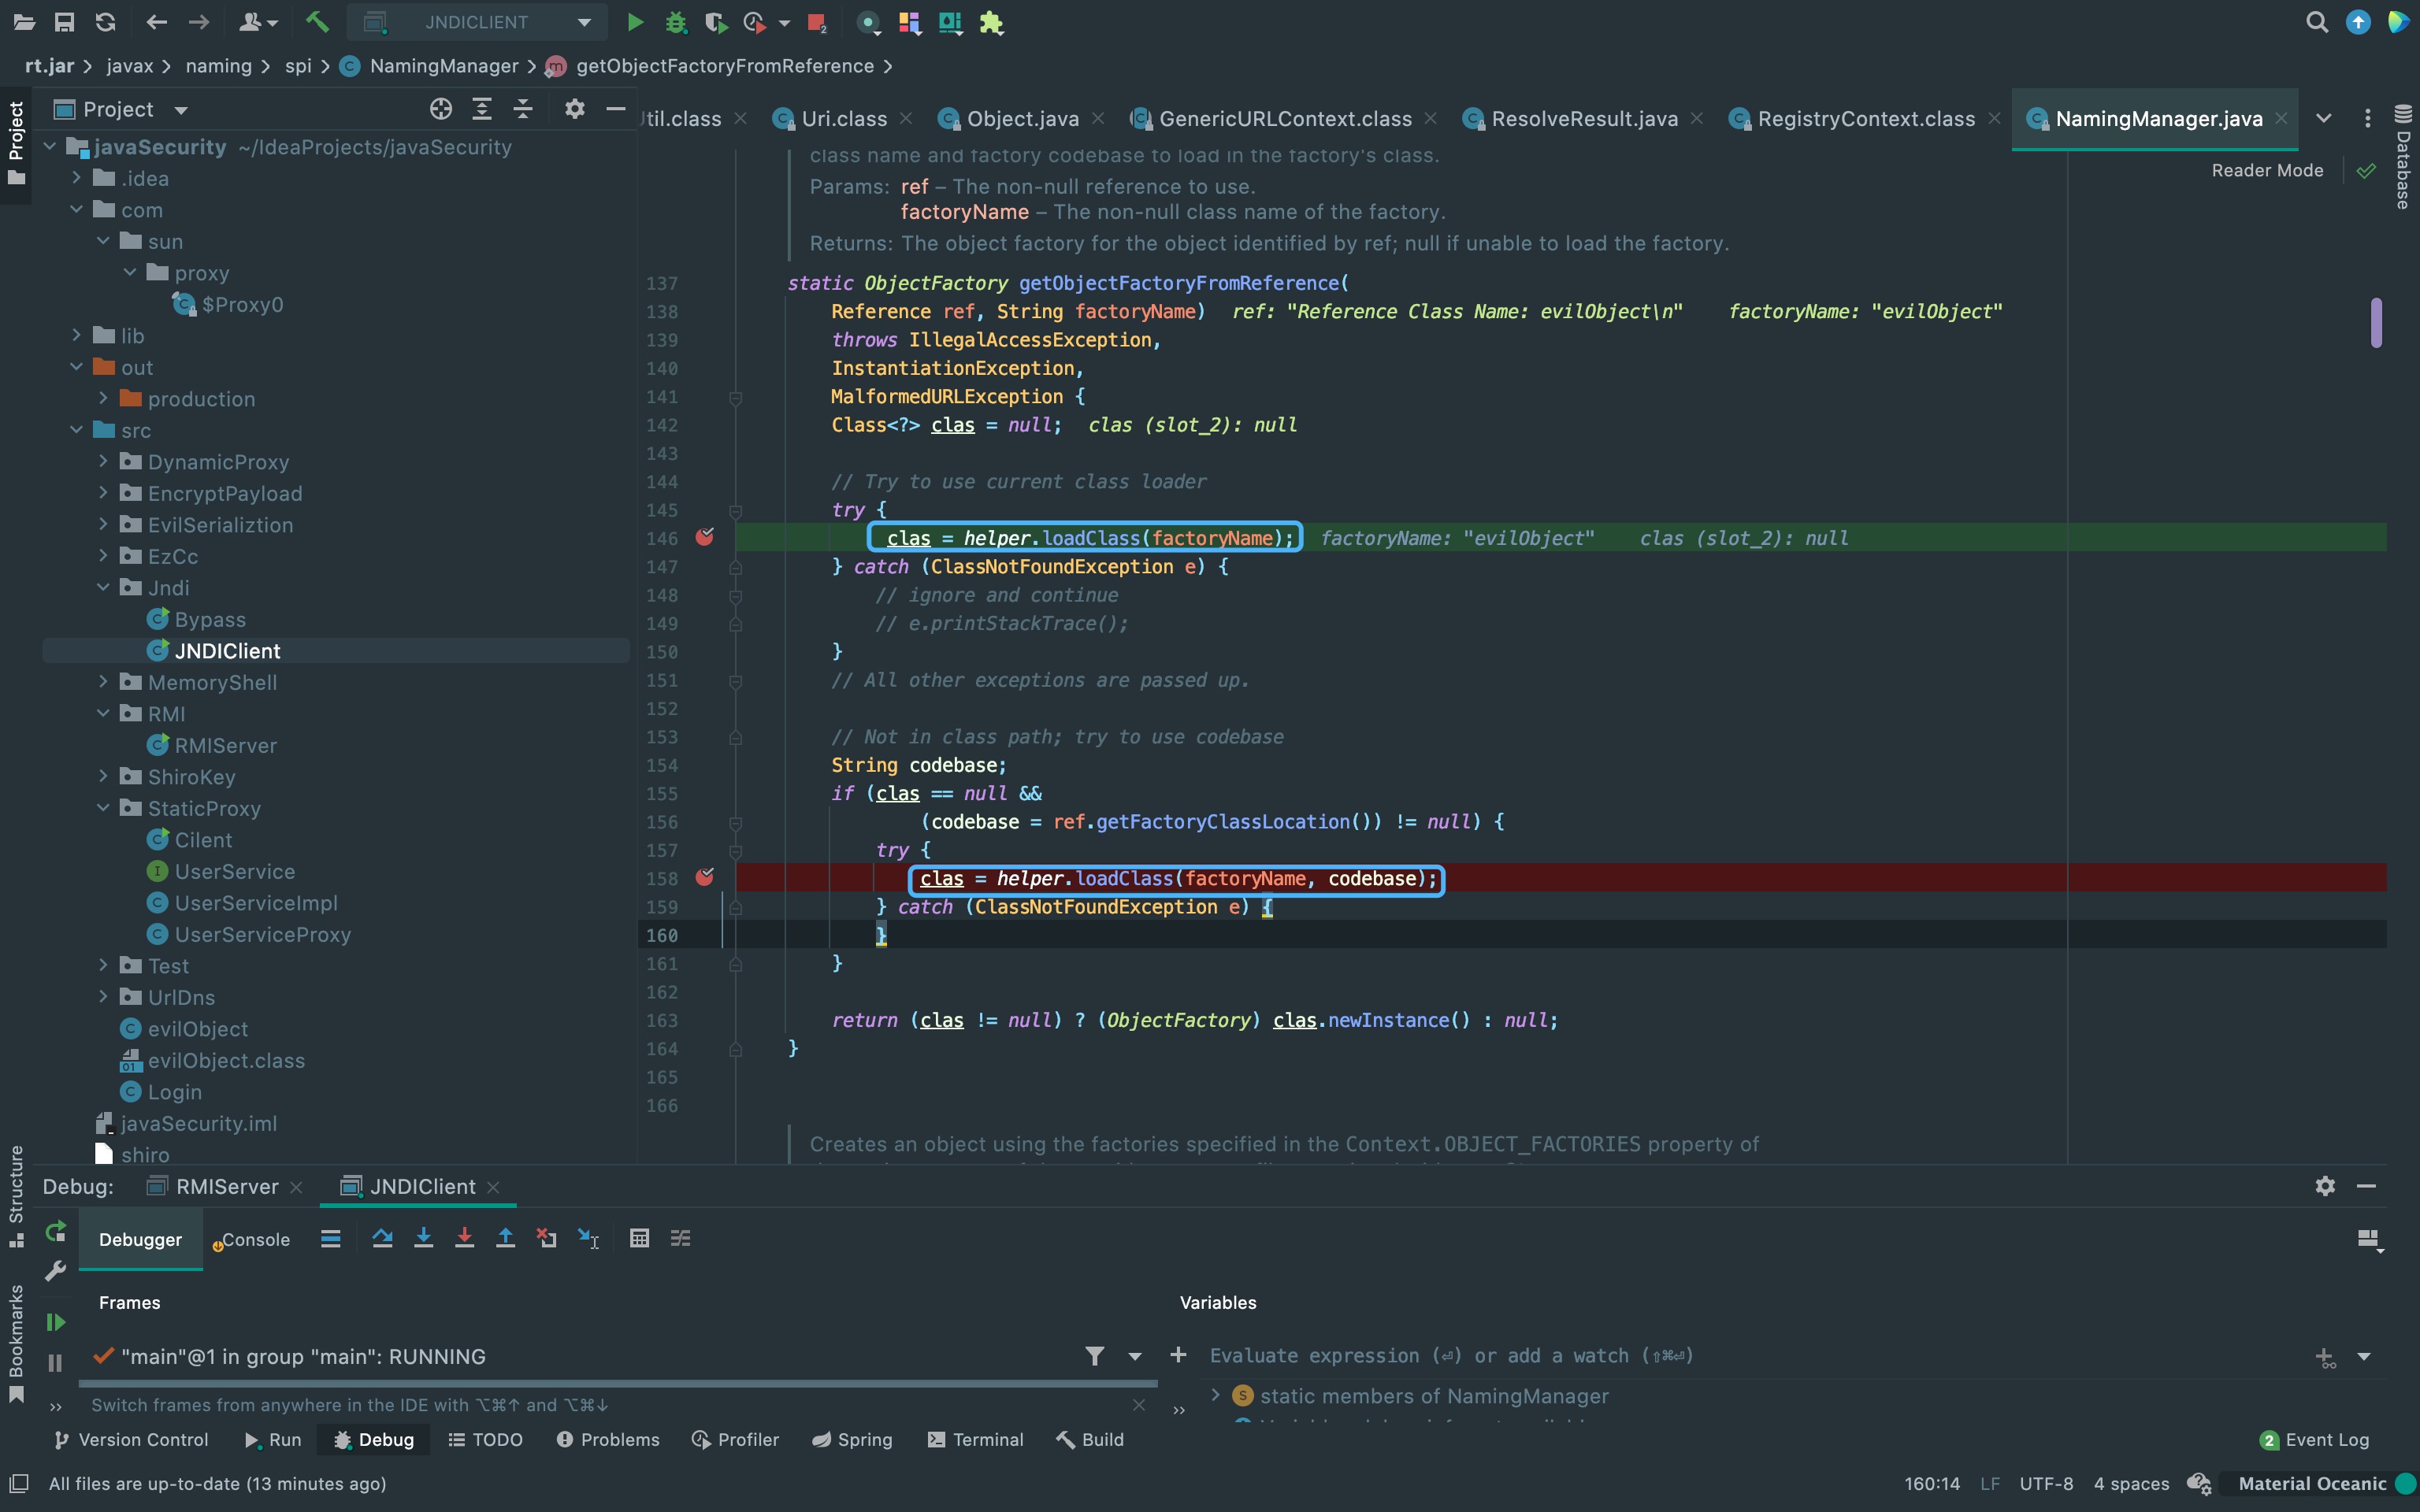 JNDICLIENT
rt.jar > javax > naming > spi > NamingManager > getObjectFactoryFromReference >
Project
Project
Util.class
Uri.class
Object.java
GenericURLContext.class
ResolveResult.java
RegistryContext.class
NamingManager.java
Database
Reader Mode
javaSecurity ~/IdeaProjects/javaSecurity
.idea
com
sun
proxy
$Proxy0
lib
out
production
src
DynamicProxy
EncryptPayload
EvilSerializtion
EzCc
Jndi
Bypass
JNDIClient
MemoryShell
RMI
RMIServer
ShiroKey
StaticProxy
Cilent
UserService
UserServiceImpl
UserServiceProxy
Test
UrlDns
evilObject
evilObject.class
Login
javaSecurity.iml
shiro
class name and factory codebase to load in the factory's class.
Params: ref – The non-null reference to use.
factoryName – The non-null class name of the factory.
Returns: The object factory for the object identified by ref; null if unable to load the factory.
137 static ObjectFactory getObjectFactoryFromReference(
138 Reference ref, String factoryName) ref: "Reference Class Name: evilObject\n" factoryName: "evilObject"
139 throws IllegalAccessException,
140 InstantiationException,
141 MalformedURLException {
142 Class<?> clas = null; clas (slot_2): null
143
144 // Try to use current class loader
145 try {
146 clas = helper.loadClass(factoryName); factoryName: "evilObject" clas (slot_2): null
147 } catch (ClassNotFoundException e) {
148 // ignore and continue
149 // e.printStackTrace();
150 }
151 // All other exceptions are passed up.
152
153 // Not in class path; try to use codebase
154 String codebase;
155 if (clas == null &&
156 (codebase = ref.getFactoryClassLocation()) != null) {
157 try {
158 clas = helper.loadClass(factoryName, codebase);
159 } catch (ClassNotFoundException e) {
160 }
161 }
162
163 return (clas != null) ? (ObjectFactory) clas.newInstance() : null;
164 }
165
166
Creates an object using the factories specified in the Context.OBJECT_FACTORIES property of
Structure
Bookmarks
Debug: RMIServer JNDIClient
Debugger Console
Frames
Variables
"main"@1 in group "main": RUNNING
Evaluate expression (⏎) or add a watch (⇧⌘⏎)
Switch frames from anywhere in the IDE with ⌥⌘↑ and ⌥⌘↓
static members of NamingManager
Version Control Run Debug TODO Problems Profiler Spring Terminal Build
2 Event Log
All files are up-to-date (13 minutes ago)
160:14 LF UTF-8 4 spaces Material Oceanic